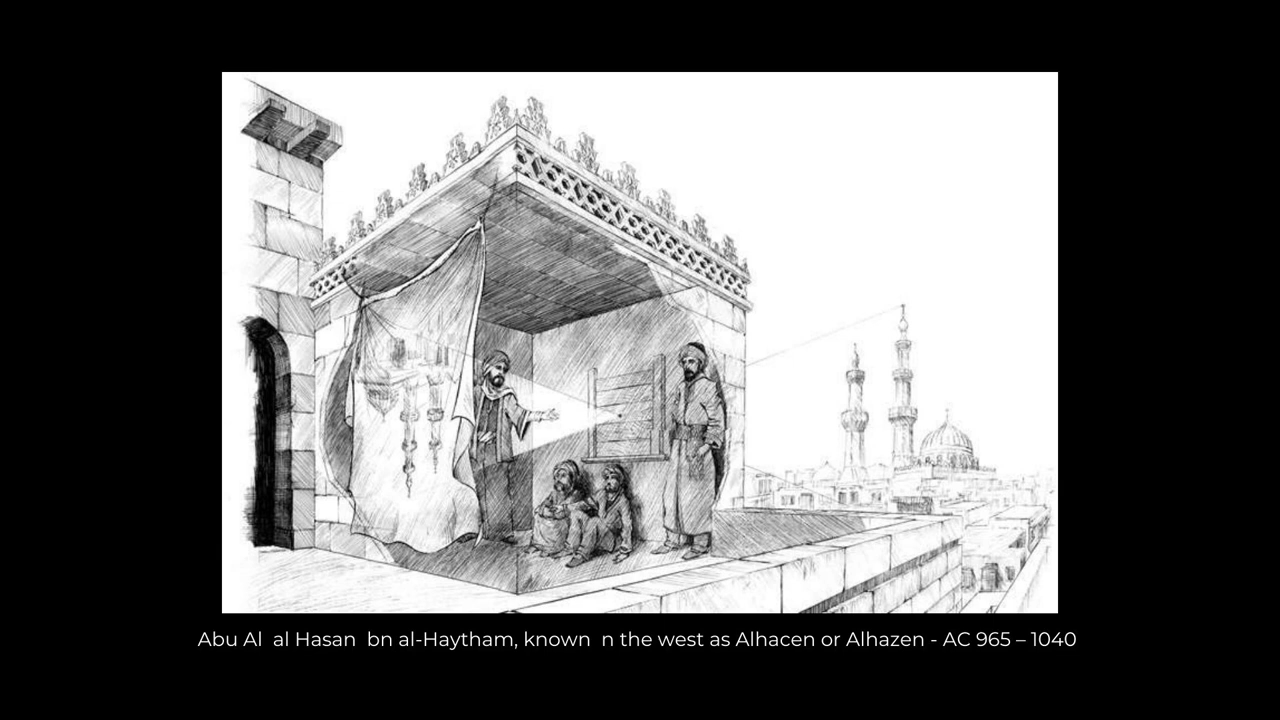 Abu Al  al Hasan  bn al-Haytham, known  n the west as Alhacen or Alhazen - AC 965 – 1040